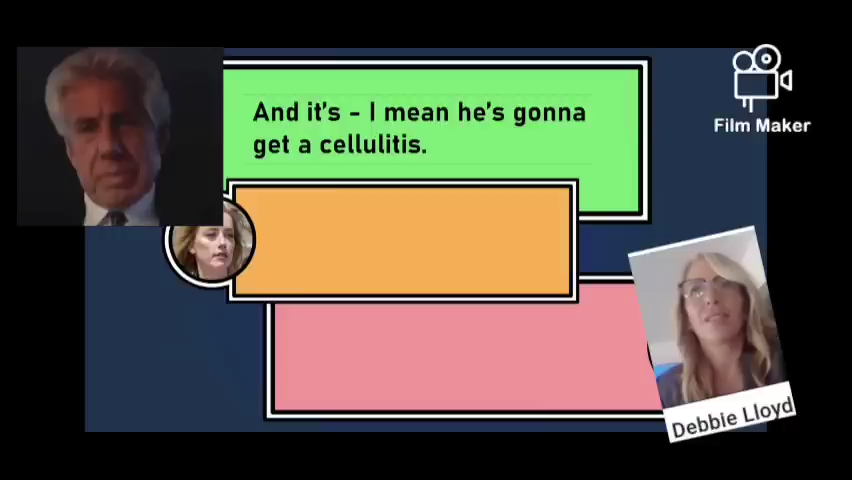 And it's - I mean he's gonna
get a cellulitis.
Film Maker
Debbie Lloyd